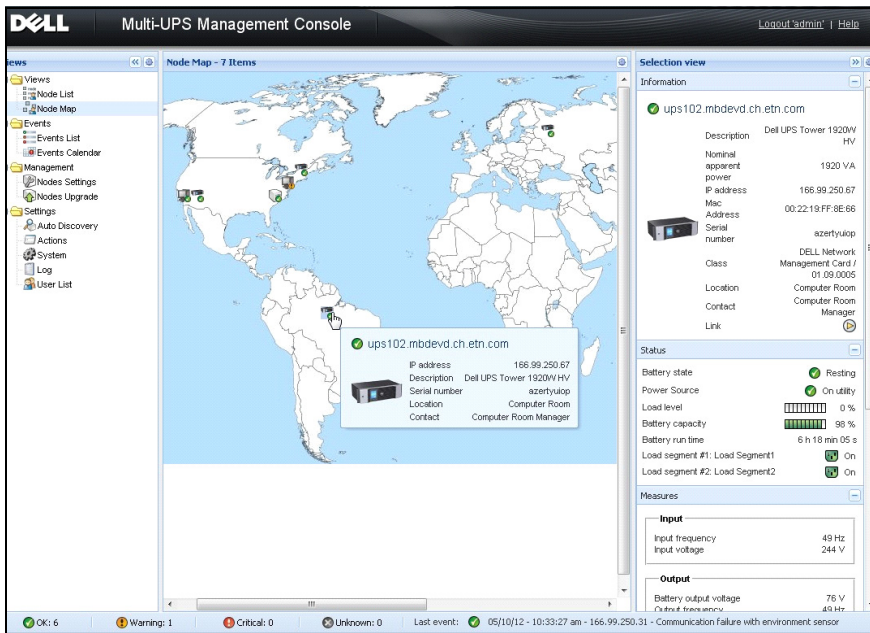 DELL Multi-UPS Management Console Logout 'admin' | Help
iews
Views
Node List
Node Map
Events
Events List
Events Calendar
Management
Nodes Settings
Nodes Upgrade
Settings
Auto Discovery
Actions
System
Log
User List
Node Map - 7 Items
ups102.mbdevd.ch.etn.com
IP address 166.99.250.67
Description Dell UPS Tower 1920W HV
Serial number azertyuiop
Location Computer Room
Contact Computer Room Manager
Selection view
Information
ups102.mbdevd.ch.etn.com
Description Dell UPS Tower 1920W HV
Nominal apparent power 1920 VA
IP address 166.99.250.67
Mac Address 00:22:19:FF:8E:66
Serial number azertyuiop
Class DELL Network Management Card / 01.09.0005
Location Computer Room
Contact Computer Room Manager
Link
Status
Battery state Resting
Power Source On utility
Load level 0 %
Battery capacity 98 %
Battery run time 6 h 18 min 05 s
Load segment #1: Load Segment1 On
Load segment #2: Load Segment2 On
Measures
Input
Input frequency 49 Hz
Input voltage 244 V
Output
Battery output voltage 76 V
Output frequency 49 Hz
OK: 6 Warning: 1 Critical: 0 Unknown: 0 Last event: 05/10/12 - 10:33:27 am - 166.99.250.31 - Communication failure with environment sensor